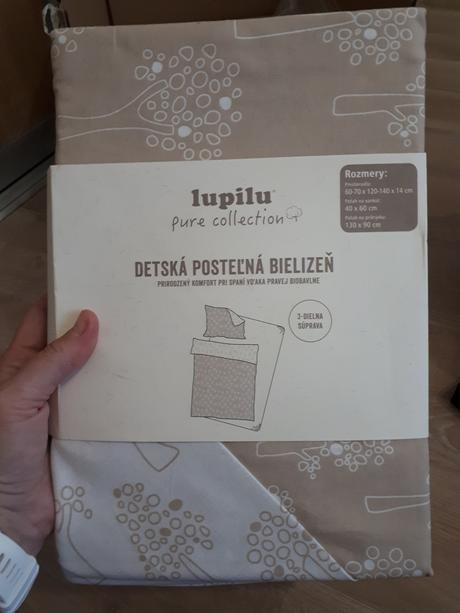 lupilu
pure collection
Rozmery:
Prestieradlo:
60-70 x 120-140 x 14 cm
Poťah na vankúš:
40 x 60 cm
Poťah na prikrývku:
130 x 90 cm
DETSKÁ POSTEĽNÁ BIELIZEŇ
PRIRODZENÝ KOMFORT PRI SPANÍ VĎAKA PRAVEJ BIOBAVLNE
3-DIELNA
SÚPRAVA